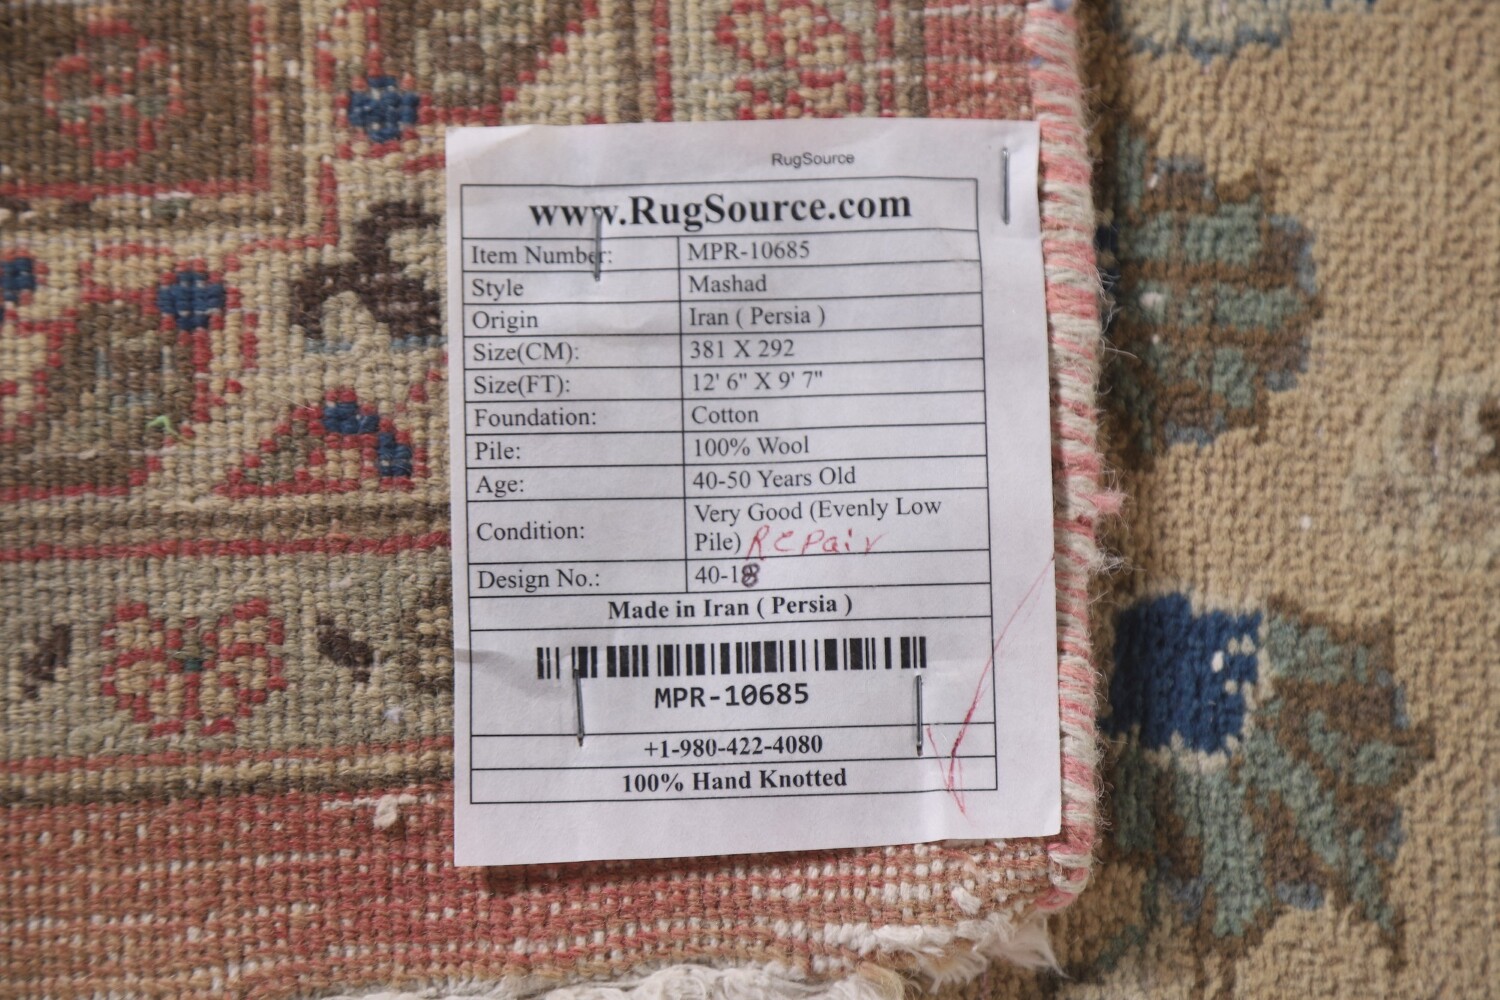 RugSource
www.RugSource.com
Item Number: MPR-10685
Style Mashad
Origin Iran ( Persia )
Size(CM): 381 X 292
Size(FT): 12' 6" X 9' 7"
Foundation: Cotton
Pile: 100% Wool
Age: 40-50 Years Old
Condition: Very Good (Evenly Low
Pile) Repair
Design No.: 40-18
Made in Iran ( Persia )
MPR-10685
+1-980-422-4080
100% Hand Knotted